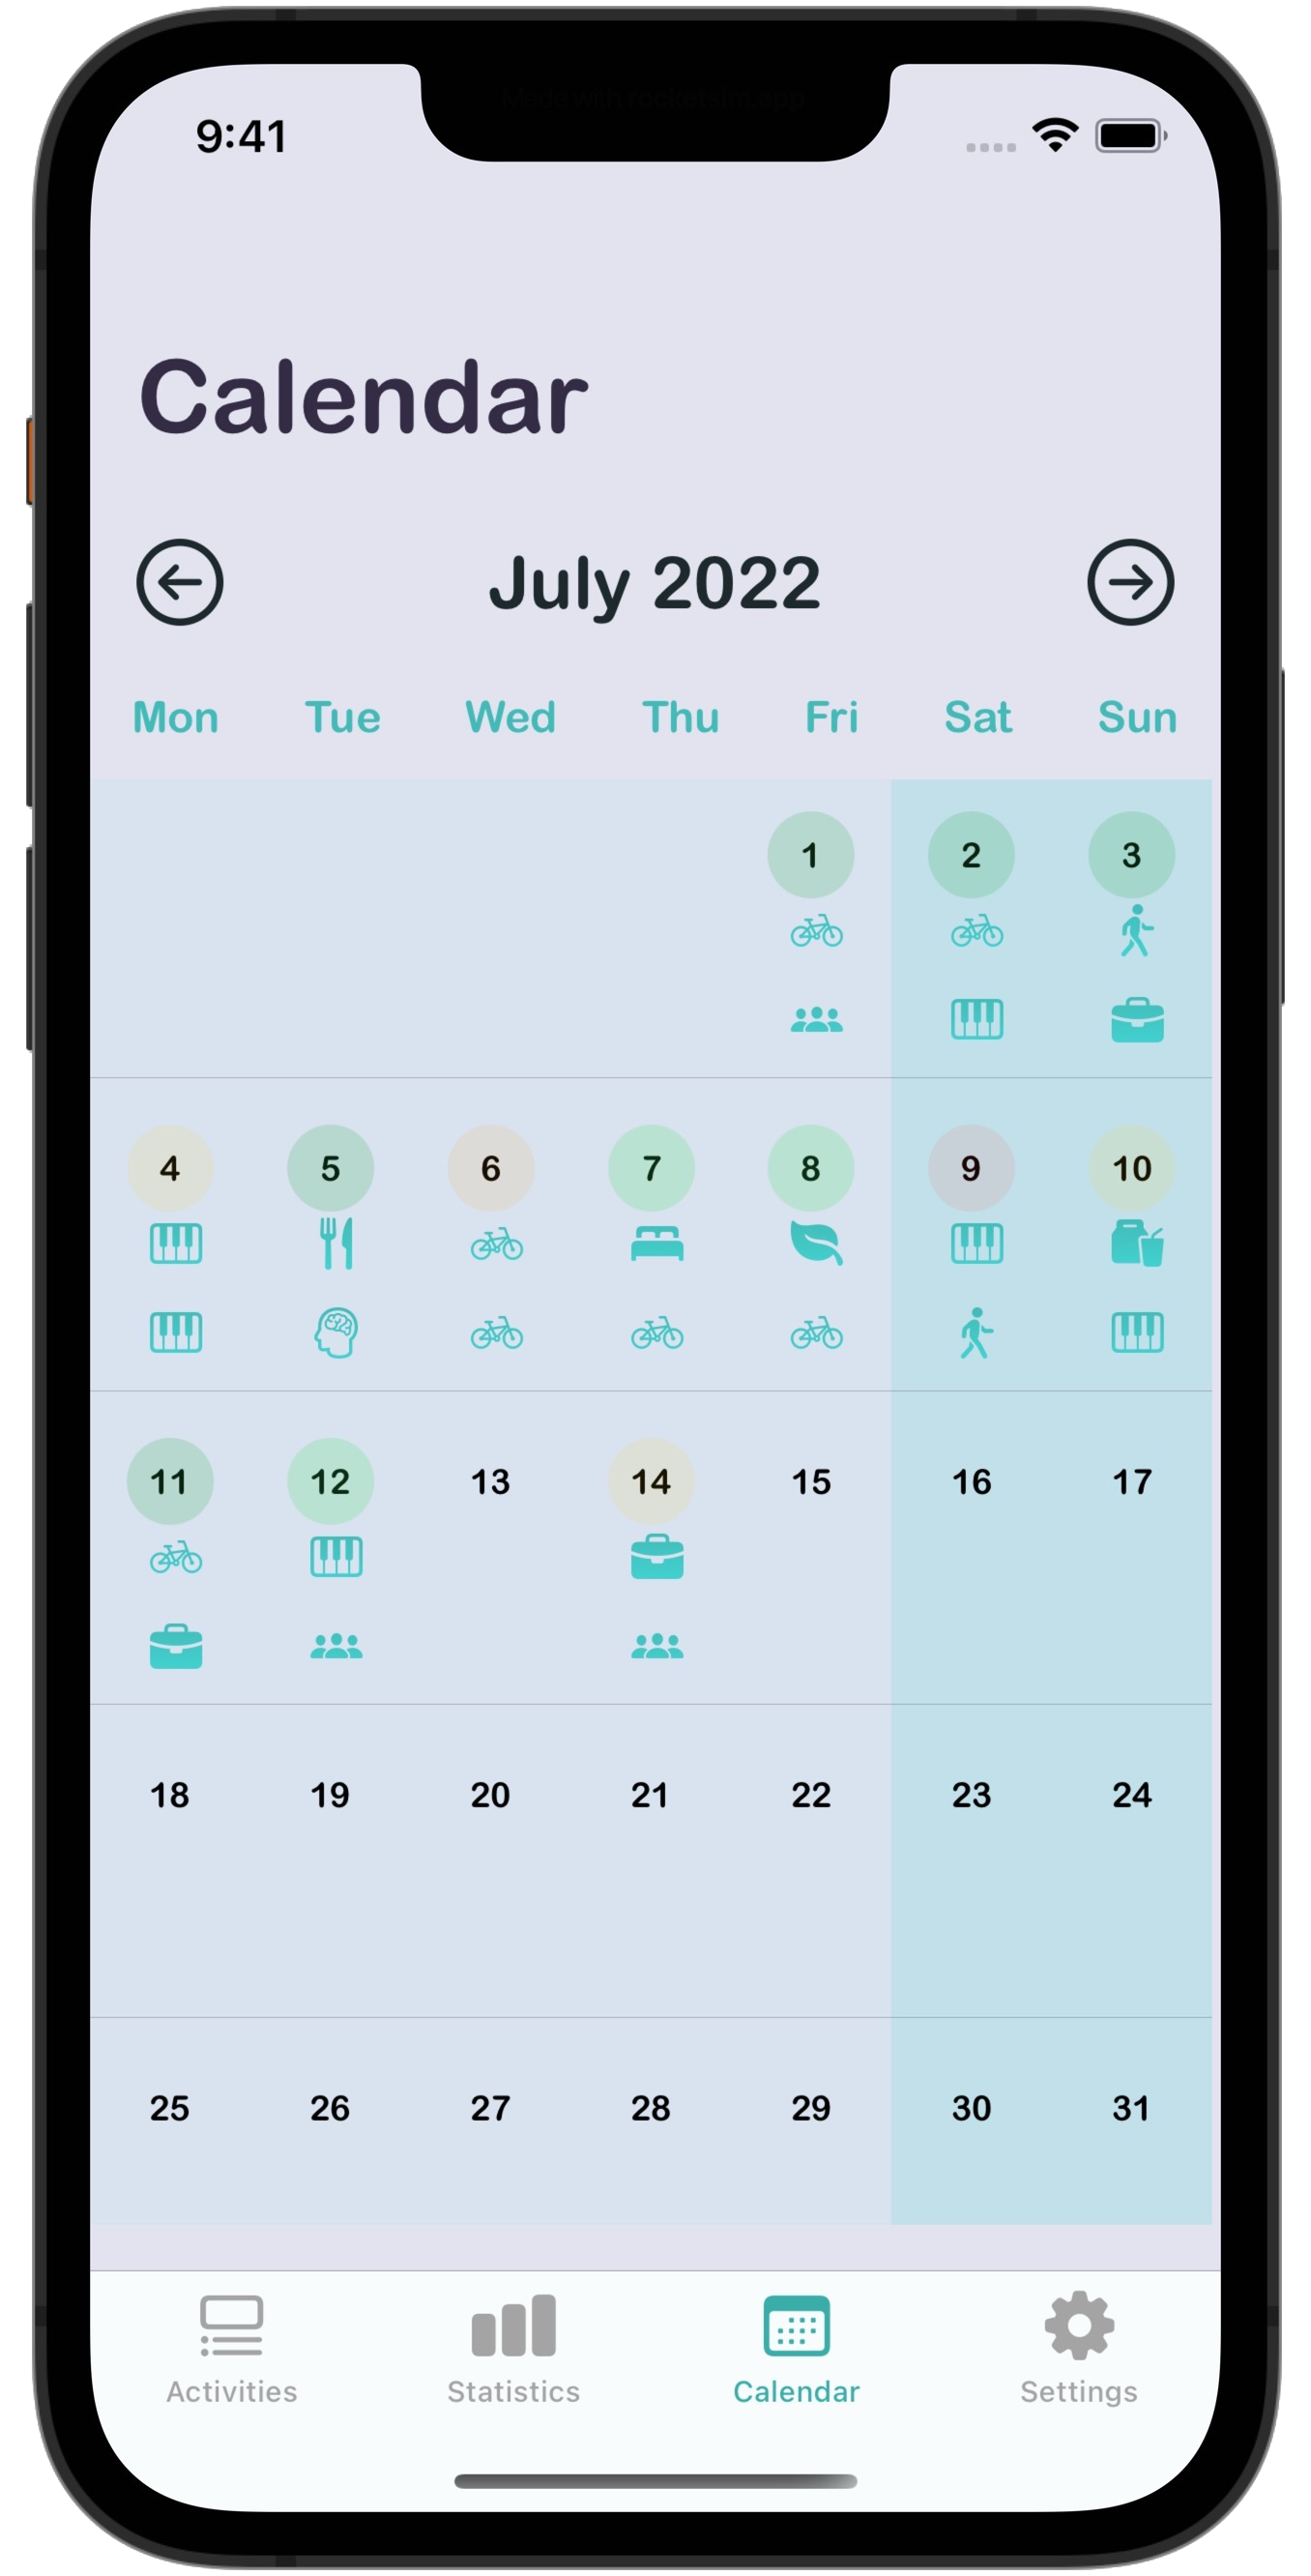 Made with rocketsim.app
9:41
Calendar
July 2022
Mon Tue Wed Thu Fri Sat Sun
1 2 3
4 5 6 7 8 9 10
11 12 13 14 15 16 17
18 19 20 21 22 23 24
25 26 27 28 29 30 31
Activities Statistics Calendar Settings